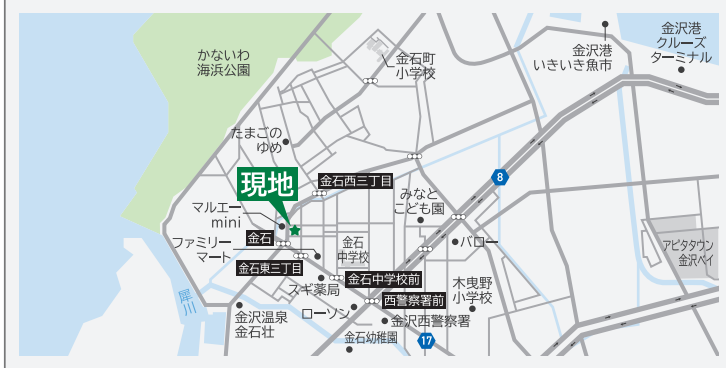 かないわ
海浜公園
金石町
小学校
金沢港
いきいき魚市
金沢港
クルーズ
ターミナル
たまごの
ゆめ
現地
金石西三丁目
みなと
こども園
8
マルエー
mini
金石
ファミリー
マート
金石
中学校
バロー
アピタタウン
金沢ベイ
金石東三丁目
スギ薬局
金石中学校前
木曳野
小学校
西警察署前
犀川
金沢温泉
金石荘
ローソン
金沢西警察署
金石幼稚園
17